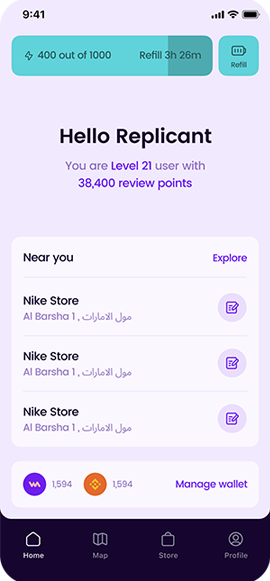 9:41
400 out of 1000 Refill 3h 26m
Refill
Hello Replicant
You are Level 21 user with
38,400 review points
Near you Explore
Nike Store
Al Barsha 1 , مول الامارات
Nike Store
Al Barsha 1 , مول الامارات
Nike Store
Al Barsha 1 , مول الامارات
1,594 1,594 Manage wallet
Home Map Store Profile